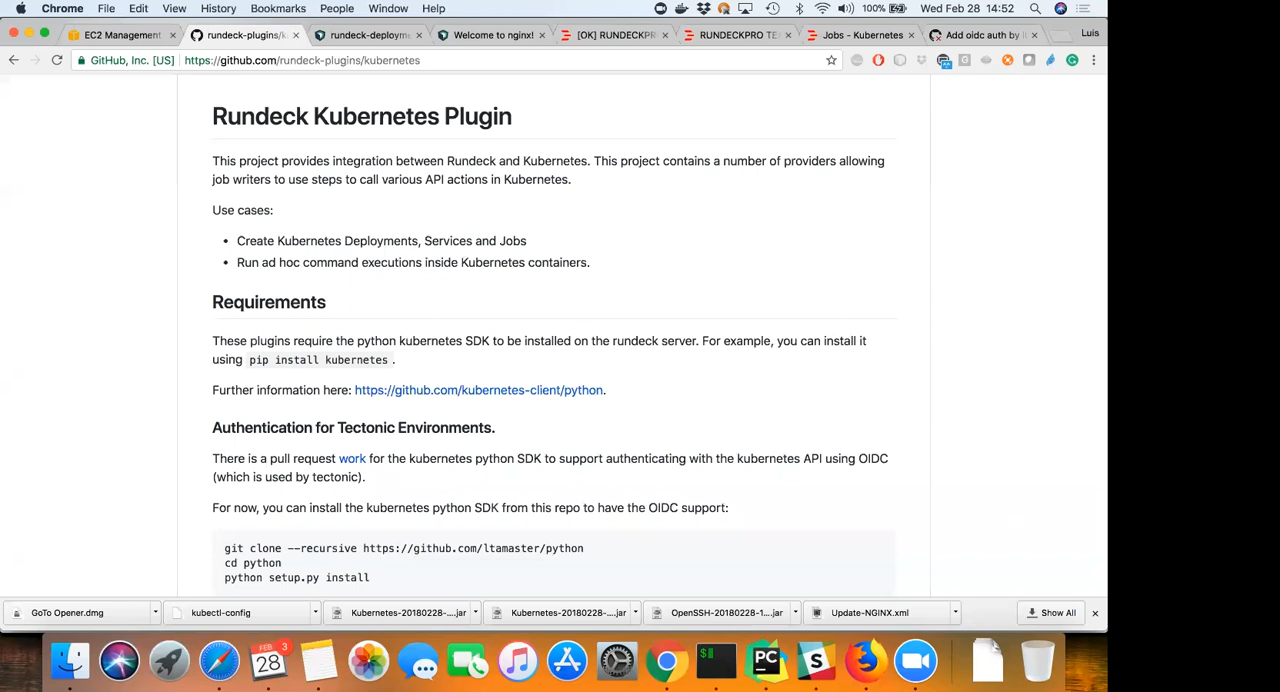 Chrome File Edit View History Bookmarks People Window Help 100% Wed Feb 28 14:52
EC2 Management rundeck-plugins/k rundeck-deploym Welcome to nginx! [OK] RUNDECKPR RUNDECKPRO TE Jobs - Kubernetes Add oidc auth by l Luis
GitHub, Inc. [US] https://github.com/rundeck-plugins/kubernetes
Rundeck Kubernetes Plugin
This project provides integration between Rundeck and Kubernetes. This project contains a number of providers allowing
job writers to use steps to call various API actions in Kubernetes.
Use cases:
• Create Kubernetes Deployments, Services and Jobs
• Run ad hoc command executions inside Kubernetes containers.
Requirements
These plugins require the python kubernetes SDK to be installed on the rundeck server. For example, you can install it
using pip install kubernetes .
Further information here: https://github.com/kubernetes-client/python.
Authentication for Tectonic Environments.
There is a pull request work for the kubernetes python SDK to support authenticating with the kubernetes API using OIDC
(which is used by tectonic).
For now, you can install the kubernetes python SDK from this repo to have the OIDC support:
git clone --recursive https://github.com/ltamaster/python
cd python
python setup.py install
GoTo Opener.dmg kubectl-config Kubernetes-20180228-....jar Kubernetes-20180228-....jar OpenSSH-20180228-1....jar Update-NGINX.xml Show All
FEB 3
28
$
PC
S